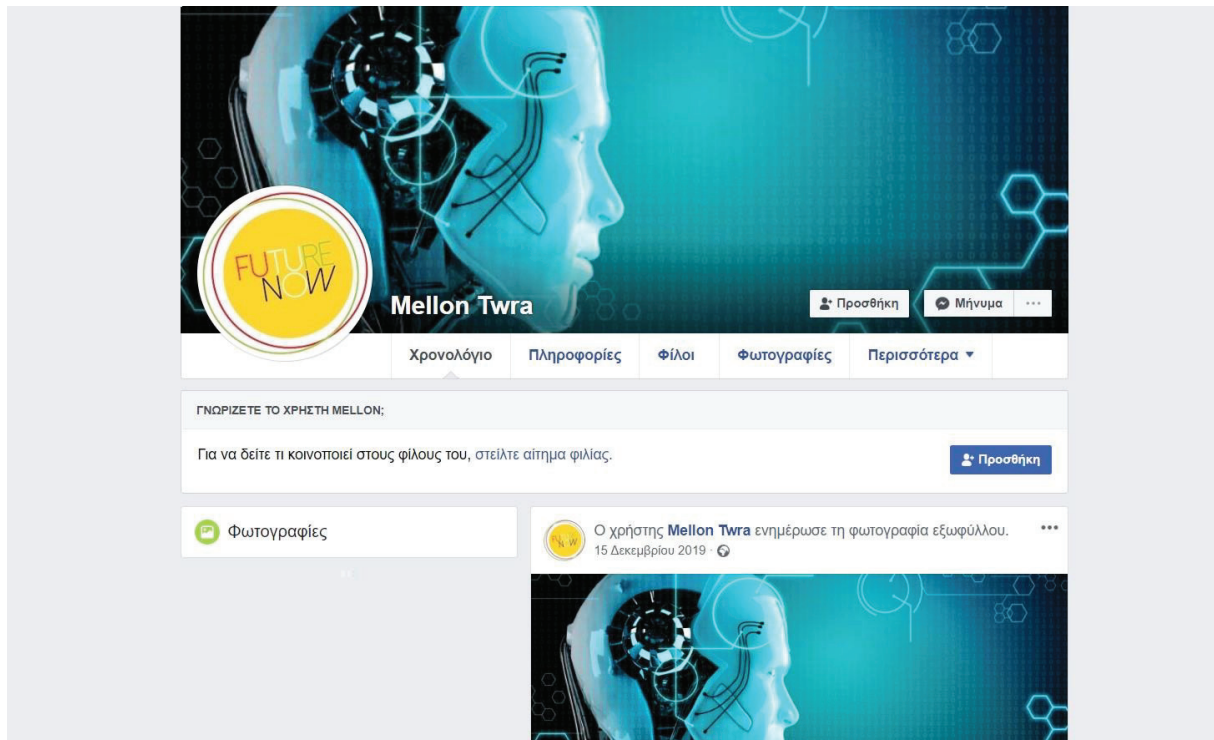 FUTURE
NOW
Mellon Twra
Προσθήκη
Μήνυμα
Χρονολόγιο Πληροφορίες Φίλοι Φωτογραφίες Περισσότερα
ΓΝΩΡΙΖΕΤΕ ΤΟ ΧΡΗΣΤΗ MELLON;
Για να δείτε τι κοινοποιεί στους φίλους του, στείλτε αίτημα φιλίας.
Προσθήκη
Φωτογραφίες
Ο χρήστης Mellon Twra ενημέρωσε τη φωτογραφία εξωφύλλου.
15 Δεκεμβρίου 2019 ·